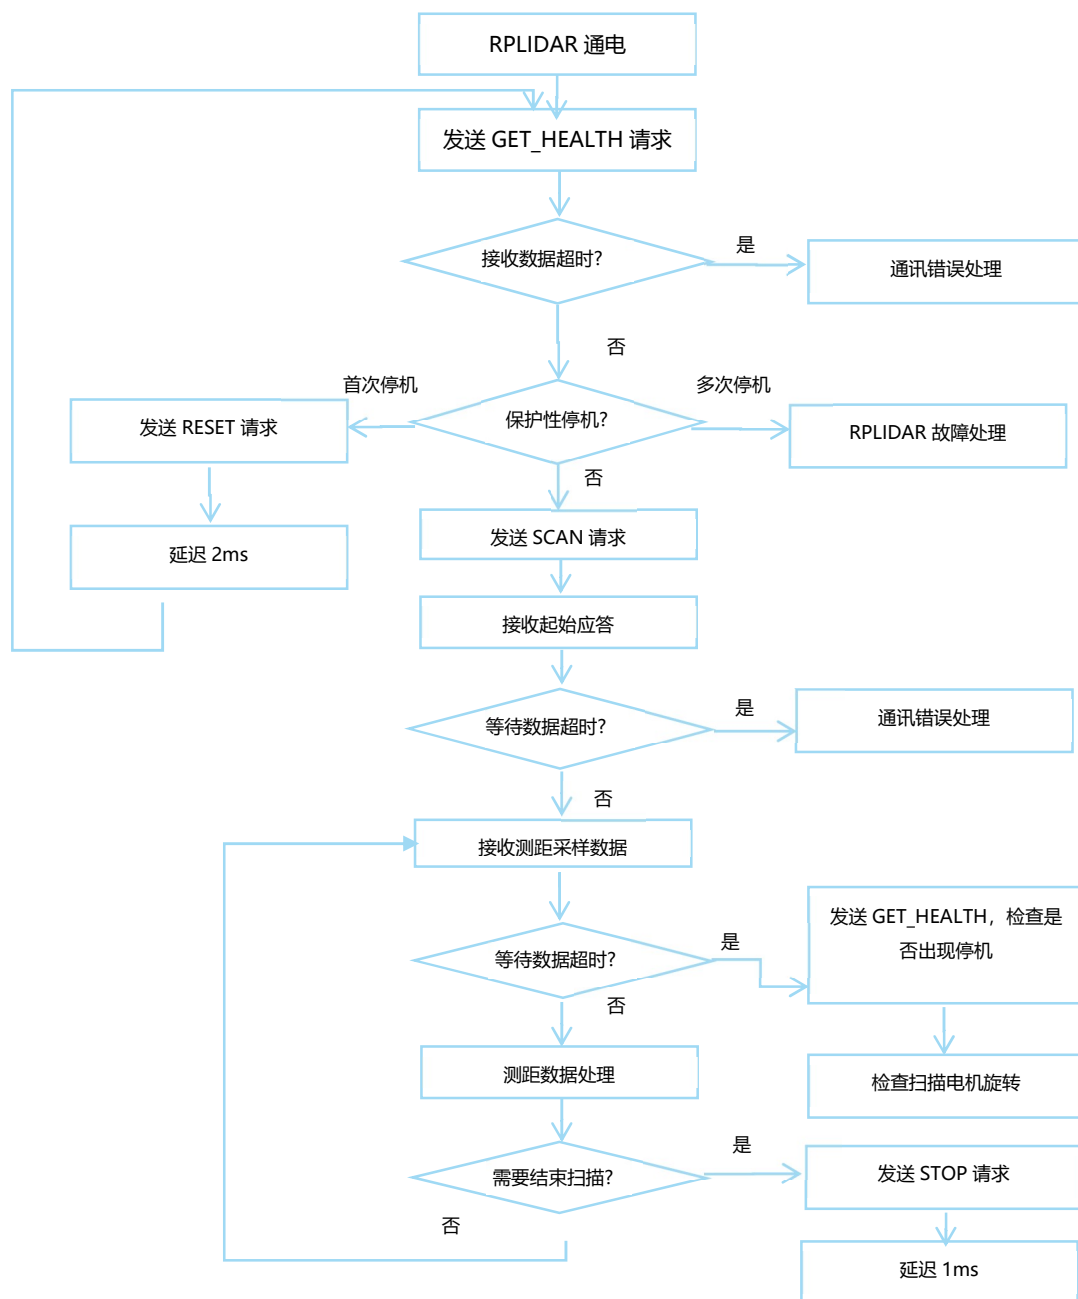 RPLIDAR 通电
发送 GET_HEALTH 请求
接收数据超时?
是
通讯错误处理
否
首次停机
多次停机
发送 RESET 请求
保护性停机?
RPLIDAR 故障处理
否
延迟 2ms
发送 SCAN 请求
接收起始应答
等待数据超时?
是
通讯错误处理
否
接收测距采样数据
发送 GET_HEALTH，检查是
否出现停机
等待数据超时?
是
否
测距数据处理
检查扫描电机旋转
需要结束扫描?
是
发送 STOP 请求
否
延迟 1ms